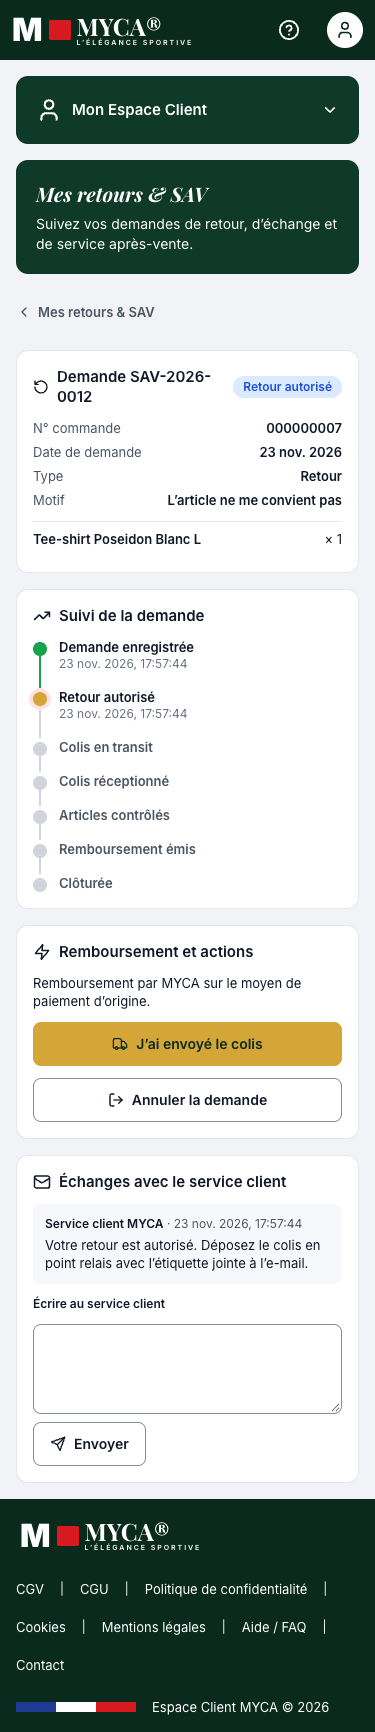 M MYCA®
L'ÉLÉGANCE SPORTIVE
Mon Espace Client
Mes retours & SAV
Suivez vos demandes de retour, d’échange et
de service après-vente.
Mes retours & SAV
Demande SAV-2026-
0012
Retour autorisé
N° commande 000000007
Date de demande 23 nov. 2026
Type Retour
Motif L’article ne me convient pas
Tee-shirt Poseidon Blanc L × 1
Suivi de la demande
Demande enregistrée
23 nov. 2026, 17:57:44
Retour autorisé
23 nov. 2026, 17:57:44
Colis en transit
Colis réceptionné
Articles contrôlés
Remboursement émis
Clôturée
Remboursement et actions
Remboursement par MYCA sur le moyen de
paiement d’origine.
J’ai envoyé le colis
Annuler la demande
Échanges avec le service client
Service client MYCA · 23 nov. 2026, 17:57:44
Votre retour est autorisé. Déposez le colis en
point relais avec l’étiquette jointe à l’e-mail.
Écrire au service client
Envoyer
M MYCA®
L'ÉLÉGANCE SPORTIVE
CGV | CGU | Politique de confidentialité |
Cookies | Mentions légales | Aide / FAQ |
Contact
Espace Client MYCA © 2026